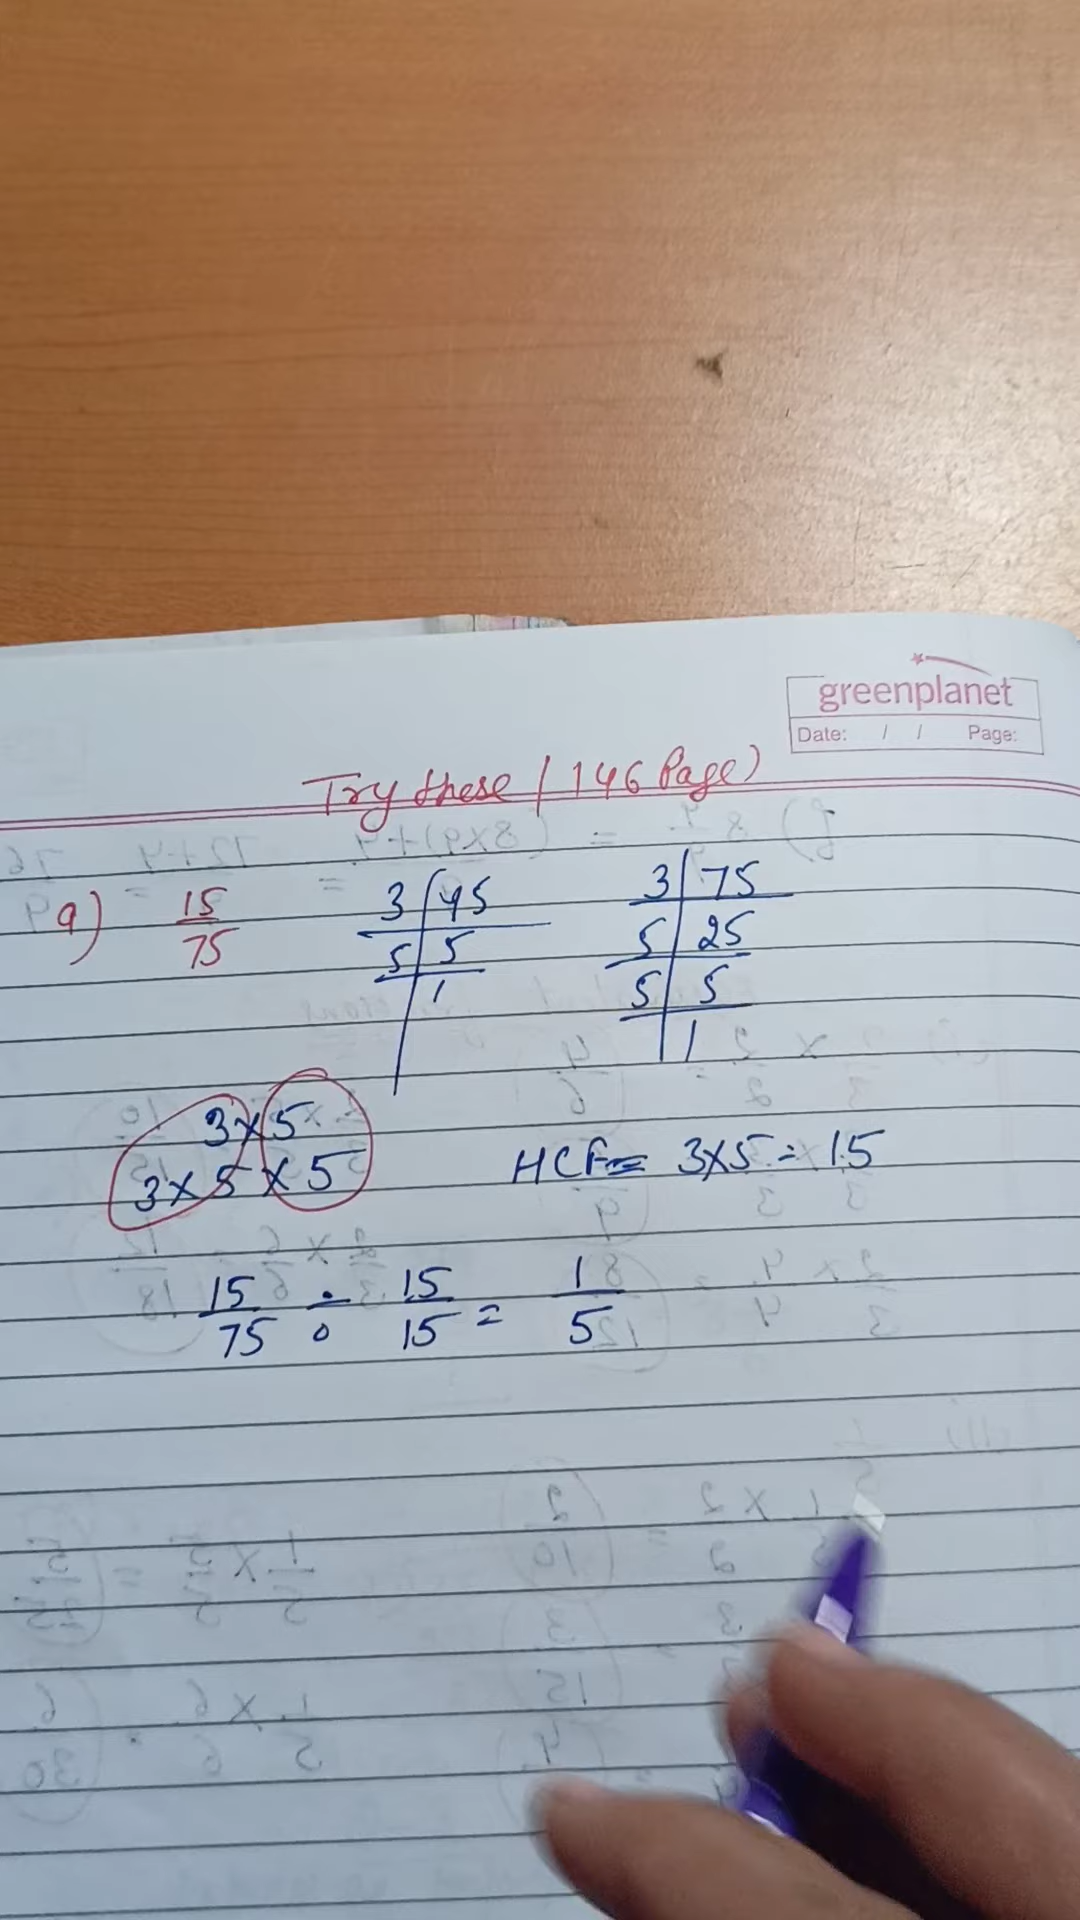 greenplanet
Date: / / Page:
Try these (146 Page)
a) 15/75
3 | 45
5 | 5
1
3 | 75
5 | 25
5 | 5
1
3×5
3×5×5
HCF = 3×5 = 15
15/75 ÷ 15/15 = 1/5